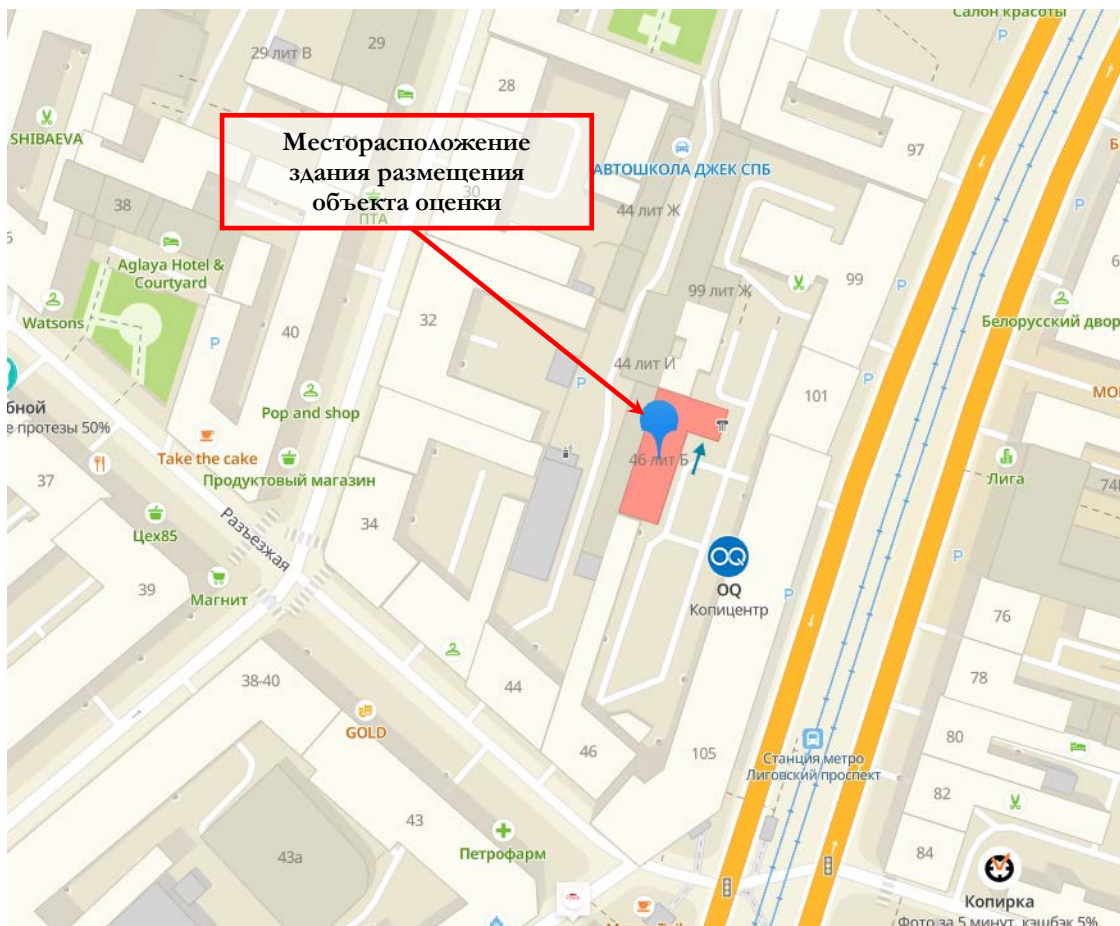 Салон красоты
P
29 лит В
29
28
SHIBAEVA
97
Месторасположение
здания размещения
объекта оценки
АВТОШКОЛА ДЖЕК СПБ
30
38
ПТА
44 лит Ж
P
Aglaya Hotel &
Courtyard
99 лит Ж
99
P
Watsons
32
40
Белорусский двор
P
44 лит И
P
101
бной
е протезы 50%
Pop and shop
Take the cake
46 лит Б
37
Продуктовый магазин
Лига
Цех85
Разъезжая
34
OQ
P
OQ
Копицентр
P
39
Магнит
76
38-40
44
78
GOLD
46
105
Станция метро
Лиговский проспект
80
82
43
Петрофарм
43а
84
Копирка
Фото за 5 минут, кэшбэк 5%